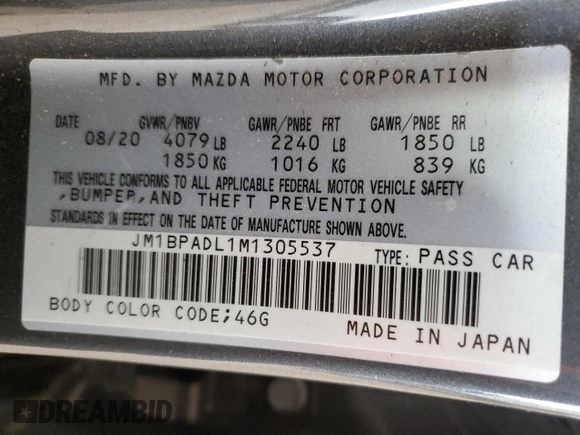 MFD. BY MAZDA MOTOR CORPORATION
DATE GVWR/PNBV GAWR/PNBE FRT GAWR/PNBE RR
08/20 4079 LB 2240 LB 1850 LB
1850 KG 1016 KG 839 KG
THIS VEHICLE CONFORMS TO ALL APPLICABLE FEDERAL MOTOR VEHICLE SAFETY
,BUMPER,AND THEFT PREVENTION
STANDARDS IN EFFECT ON THE DATE OF MANUFACTURE SHOWN ABOVE.
JM1BPADL1M1305537 TYPE: PASS CAR
BODY COLOR CODE;46G
MADE IN JAPAN
DREAMBID